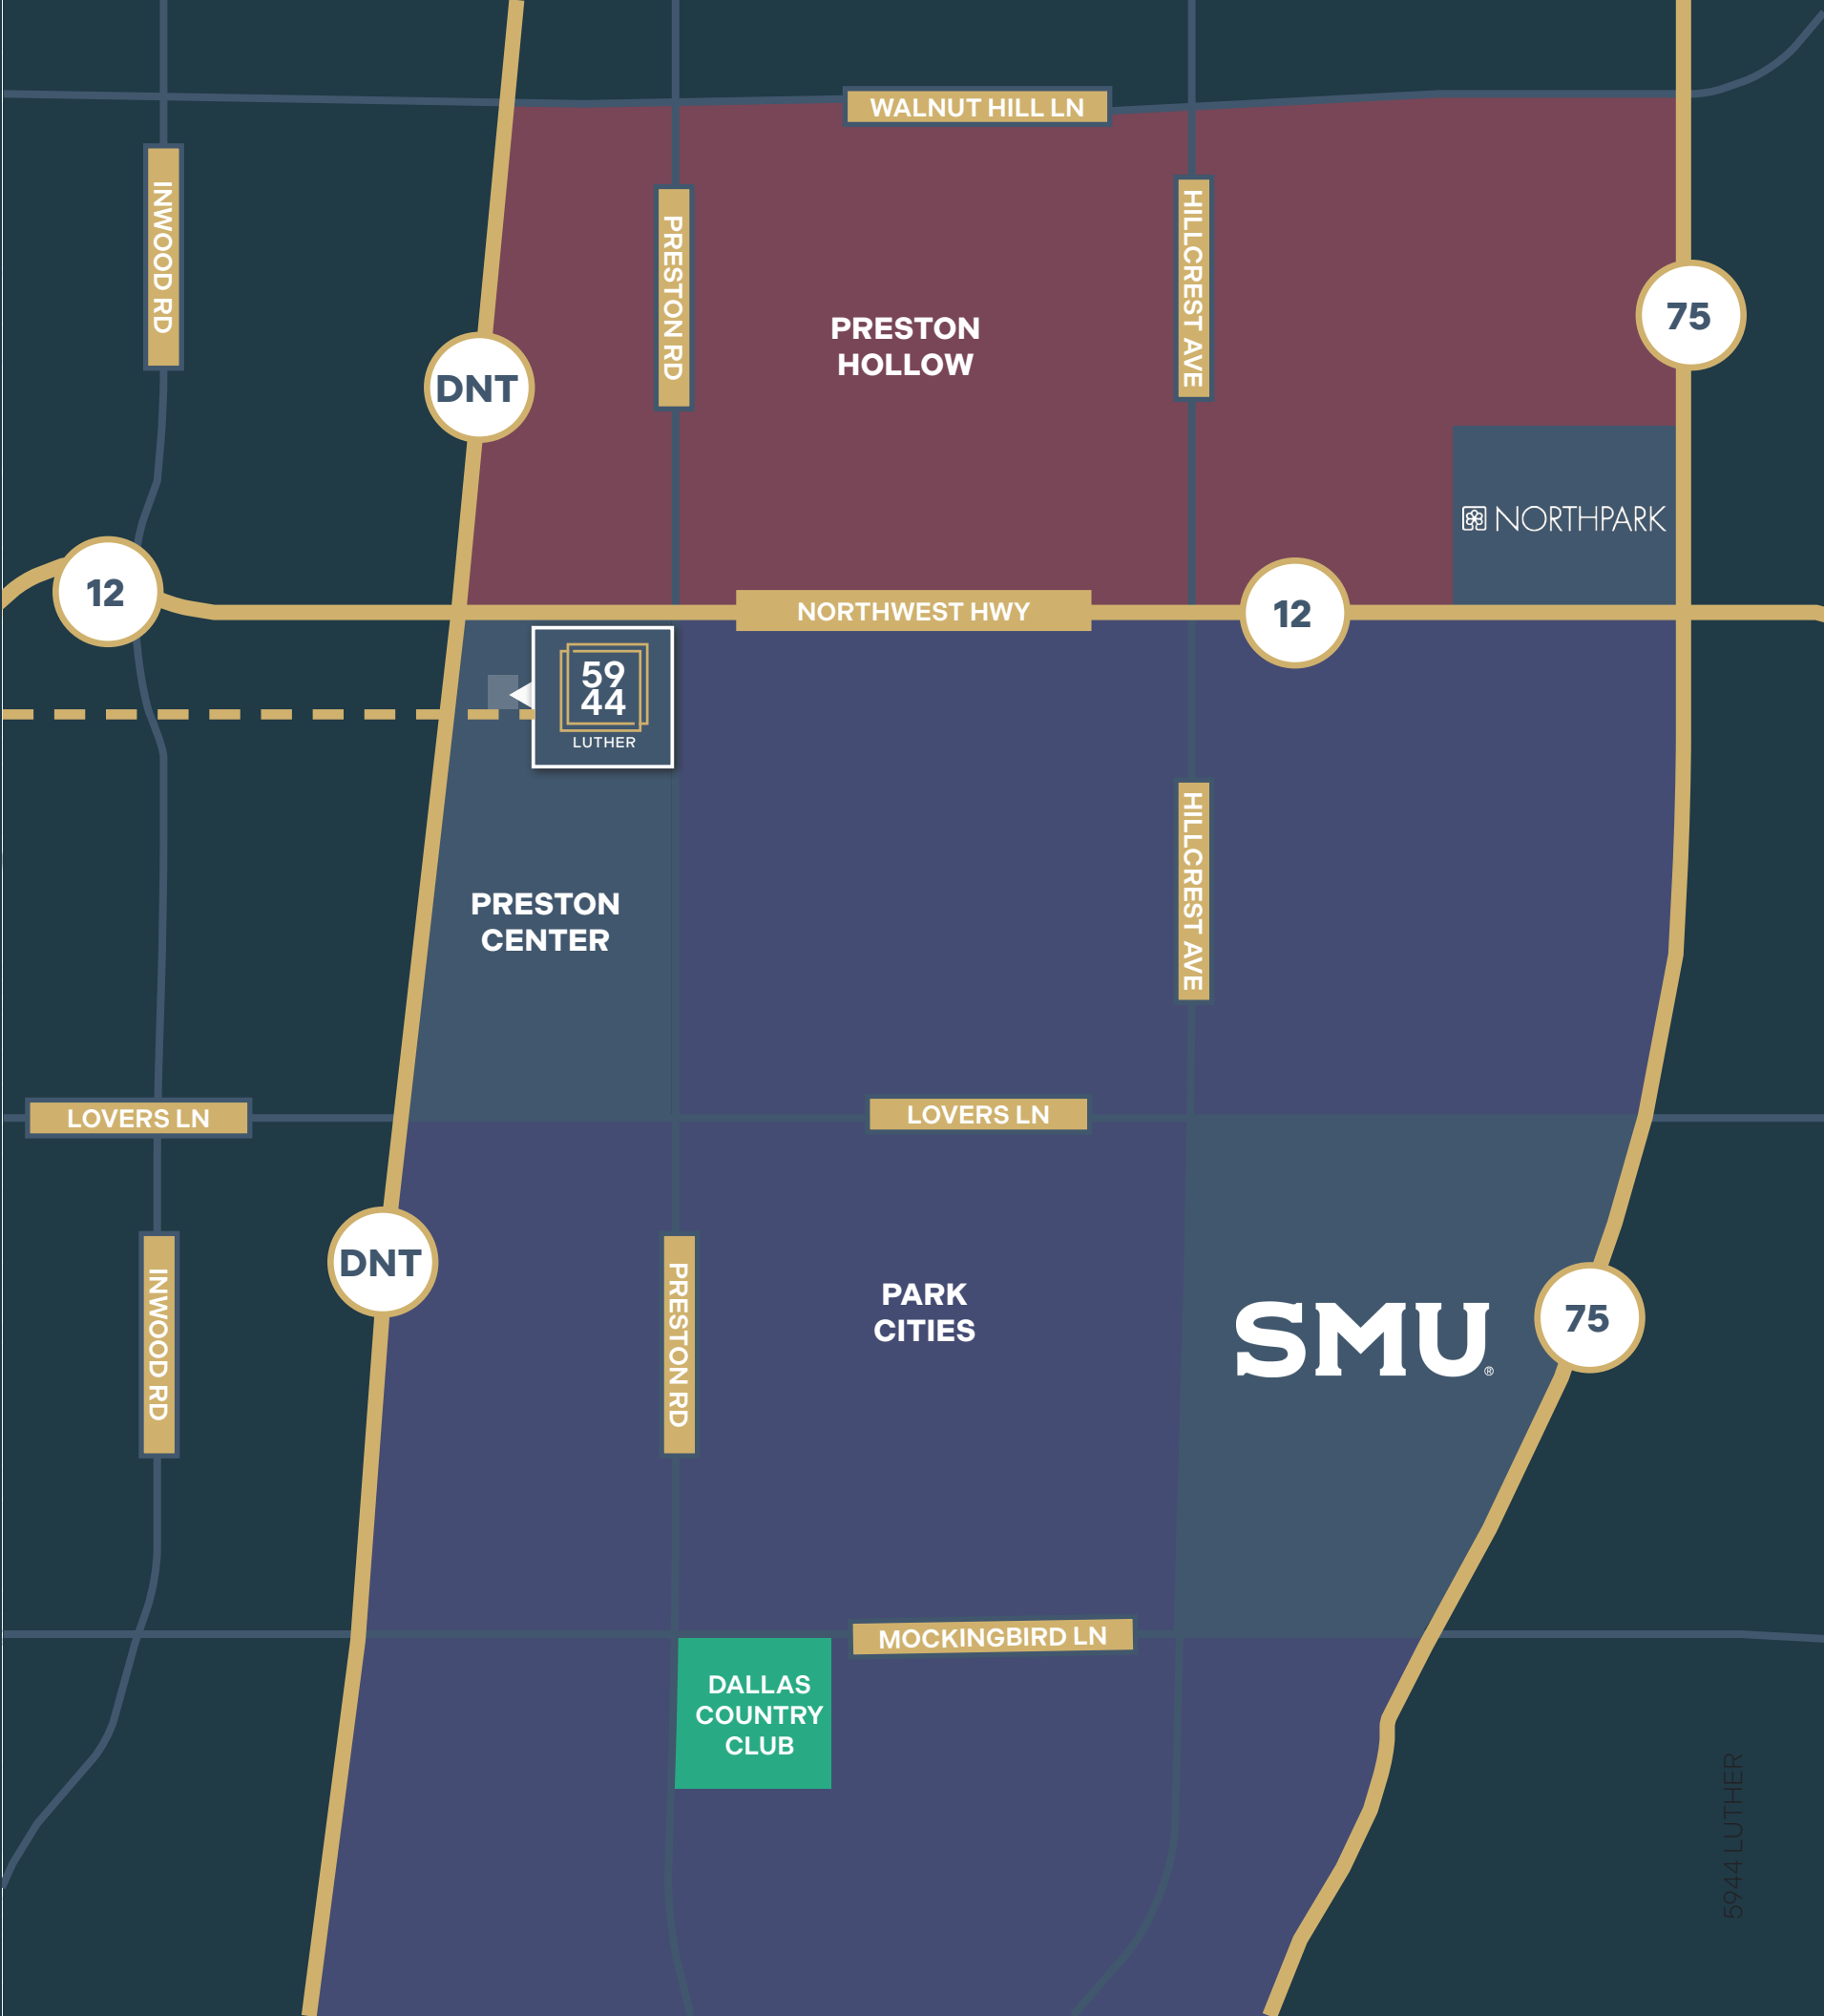 WALNUT HILL LN
INWOOD RD
PRESTON RD
HILLCREST AVE
75
PRESTON
HOLLOW
DNT
NORTHPARK
12
NORTHWEST HWY
12
59
44
LUTHER
HILLCREST AVE
PRESTON
CENTER
LOVERS LN
LOVERS LN
DNT
INWOOD RD
PRESTON RD
PARK
CITIES
SMU®
75
MOCKINGBIRD LN
DALLAS
COUNTRY
CLUB
5944 LUTHER